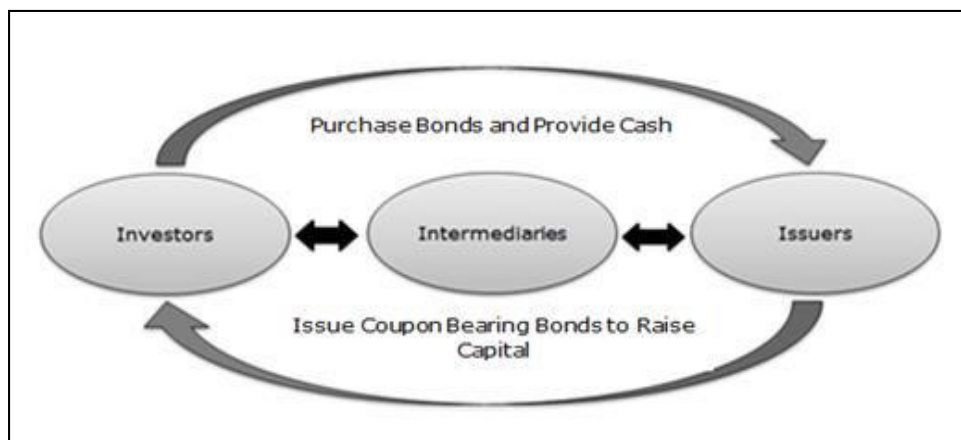 Purchase Bonds and Provide Cash
Investors
Intermediaries
Issuers
Issue Coupon Bearing Bonds to Raise
Capital